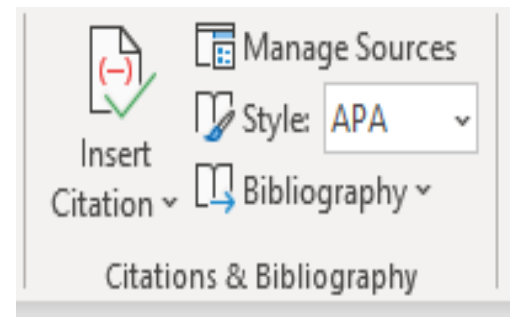 Insert
Citation
Manage Sources
Style: APA
Bibliography
Citations & Bibliography